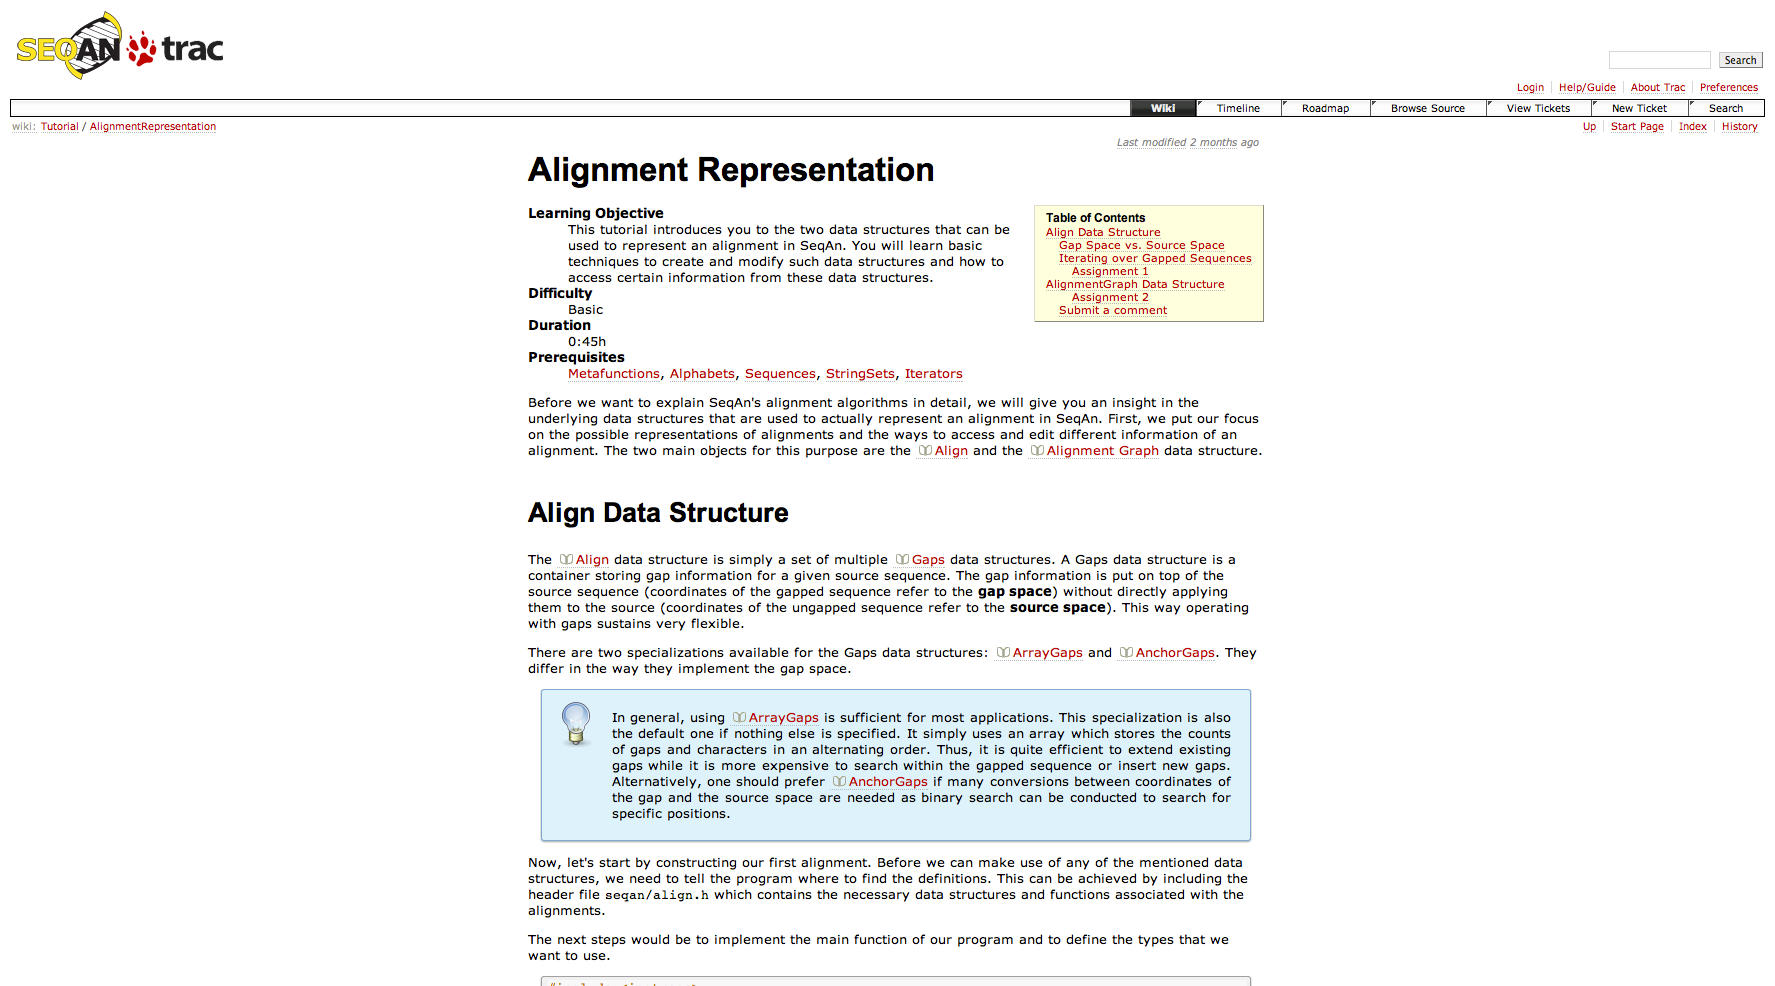 SEQAN trac
Search
Login Help/Guide About Trac Preferences
Wiki Timeline Roadmap Browse Source View Tickets New Ticket Search
wiki: Tutorial / AlignmentRepresentation
Up Start Page Index History
Last modified 2 months ago
Alignment Representation
Learning Objective
This tutorial introduces you to the two data structures that can be
used to represent an alignment in SeqAn. You will learn basic
techniques to create and modify such data structures and how to
access certain information from these data structures.
Difficulty
Basic
Duration
0:45h
Prerequisites
Metafunctions, Alphabets, Sequences, StringSets, Iterators
Table of Contents
Align Data Structure
Gap Space vs. Source Space
Iterating over Gapped Sequences
Assignment 1
AlignmentGraph Data Structure
Assignment 2
Submit a comment
Before we want to explain SeqAn's alignment algorithms in detail, we will give you an insight in the
underlying data structures that are used to actually represent an alignment in SeqAn. First, we put our focus
on the possible representations of alignments and the ways to access and edit different information of an
alignment. The two main objects for this purpose are the Align and the Alignment Graph data structure.
Align Data Structure
The Align data structure is simply a set of multiple Gaps data structures. A Gaps data structure is a
container storing gap information for a given source sequence. The gap information is put on top of the
source sequence (coordinates of the gapped sequence refer to the gap space) without directly applying
them to the source (coordinates of the ungapped sequence refer to the source space). This way operating
with gaps sustains very flexible.
There are two specializations available for the Gaps data structures: ArrayGaps and AnchorGaps. They
differ in the way they implement the gap space.
In general, using ArrayGaps is sufficient for most applications. This specialization is also
the default one if nothing else is specified. It simply uses an array which stores the counts
of gaps and characters in an alternating order. Thus, it is quite efficient to extend existing
gaps while it is more expensive to search within the gapped sequence or insert new gaps.
Alternatively, one should prefer AnchorGaps if many conversions between coordinates of
the gap and the source space are needed as binary search can be conducted to search for
specific positions.
Now, let's start by constructing our first alignment. Before we can make use of any of the mentioned data
structures, we need to tell the program where to find the definitions. This can be achieved by including the
header file seqan/align.h which contains the necessary data structures and functions associated with the
alignments.
The next steps would be to implement the main function of our program and to define the types that we
want to use.